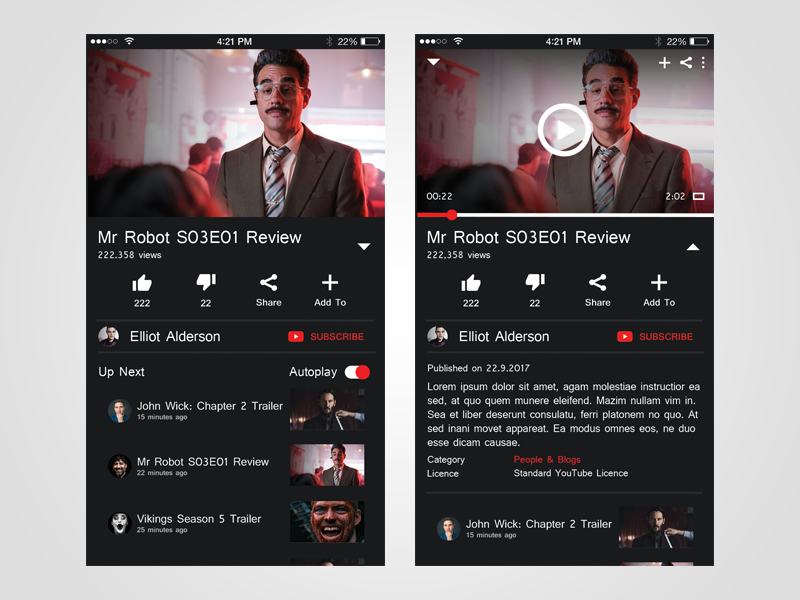 4:21 PM
22%
Mr Robot S03E01 Review
222.358 views
222
22
Share
Add To
Elliot Alderson
SUBSCRIBE
Up Next
Autoplay
John Wick: Chapter 2 Trailer
15 minutes ago
Mr Robot S03E01 Review
22 minutes ago
Vikings Season 5 Trailer
25 minutes ago
4:21 PM
22%
00:22
2:02
Mr Robot S03E01 Review
222,358 views
222
22
Share
Add To
Elliot Alderson
SUBSCRIBE
Published on 22.9.2017
Lorem ipsum dolor sit amet, agam molestiae instructior ea
sed, at quo quem munere eleifend. Mazim nullam vim in.
Sea et liber deserunt consulatu, ferri platonem no quo. At
sed inani movet appareat. Ea modus omnes eos, ne duo
esse dicam causae.
Category People & Blogs
Licence Standard YouTube Licence
John Wick: Chapter 2 Trailer
15 minutes ago